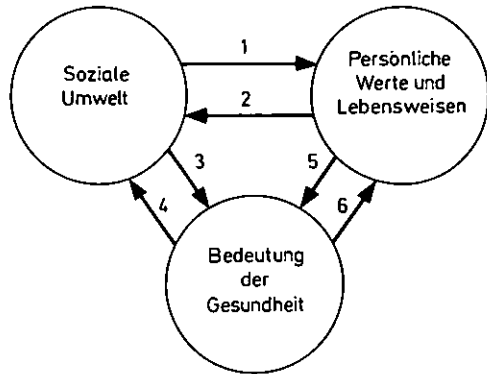 Soziale
Umwelt
1
Persönliche
Werte und
Lebensweisen
2
3
5
4
6
Bedeutung
der
Gesundheit